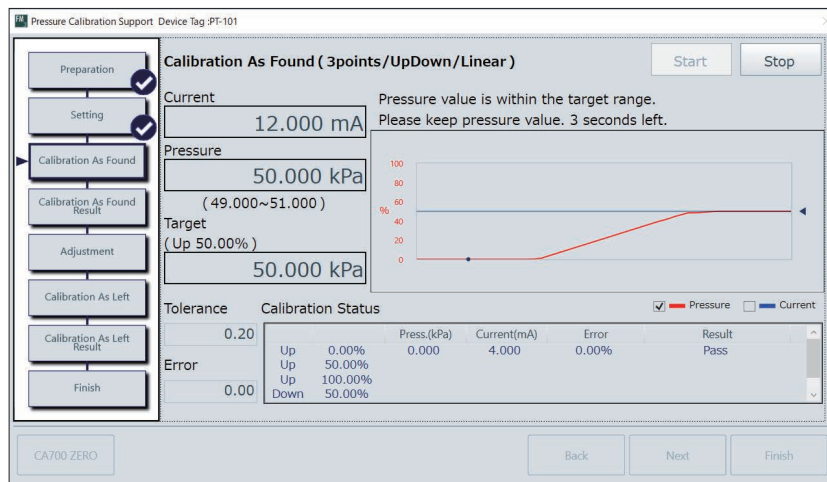 FM Pressure Calibration Support Device Tag :PT-101
Preparation
Setting
Calibration As Found
Calibration As Found
Result
Adjustment
Calibration As Left
Calibration As Left
Result
Finish
Calibration As Found ( 3points/UpDown/Linear )
Start
Stop
Current
12.000 mA
Pressure
50.000 kPa
( 49.000~51.000 )
Target
(Up 50.00% )
50.000 kPa
Pressure value is within the target range.
Please keep pressure value. 3 seconds left.
100
80
60
%
40
20
0
Pressure
Current
Tolerance
0.20
Error
0.00
Calibration Status
Press.(kPa) Current(mA) Error Result
Up 0.00% 0.000 4.000 0.00% Pass
Up 50.00%
Up 100.00%
Down 50.00%
CA700 ZERO
Back
Next
Finish